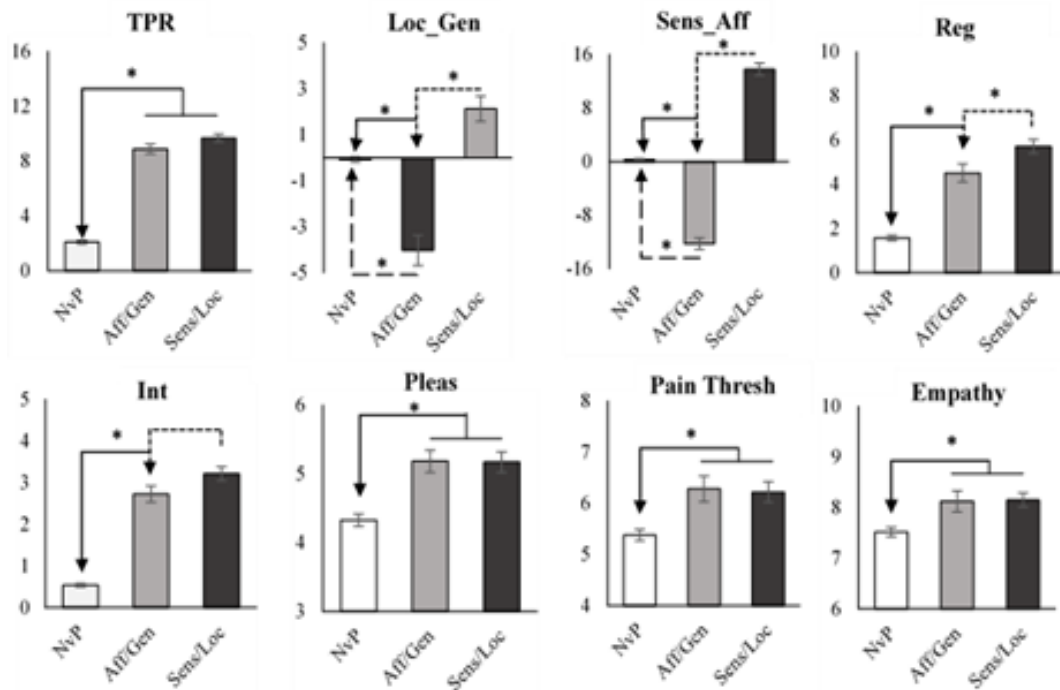 TPR
16
12
8
4
0
*
NvP
Aff/Gen
Sens/Loc
Loc_Gen
5
3
1
-1
-3
-5
*
*
*
NvP
Aff/Gen
Sens/Loc
Sens_Aff
16
8
0
-8
-16
*
*
*
NvP
Aff/Gen
Sens/Loc
Reg
10
8
6
4
2
0
*
*
NvP
Aff/Gen
Sens/Loc
Int
5
4
3
2
1
0
*
NvP
Aff/Gen
Sens/Loc
Pleas
6
5
4
3
*
NvP
Aff/Gen
Sens/Loc
Pain Thresh
8
7
6
5
4
*
NvP
Aff/Gen
Sens/Loc
Empathy
10
9
8
7
6
*
NvP
Aff/Gen
Sens/Loc